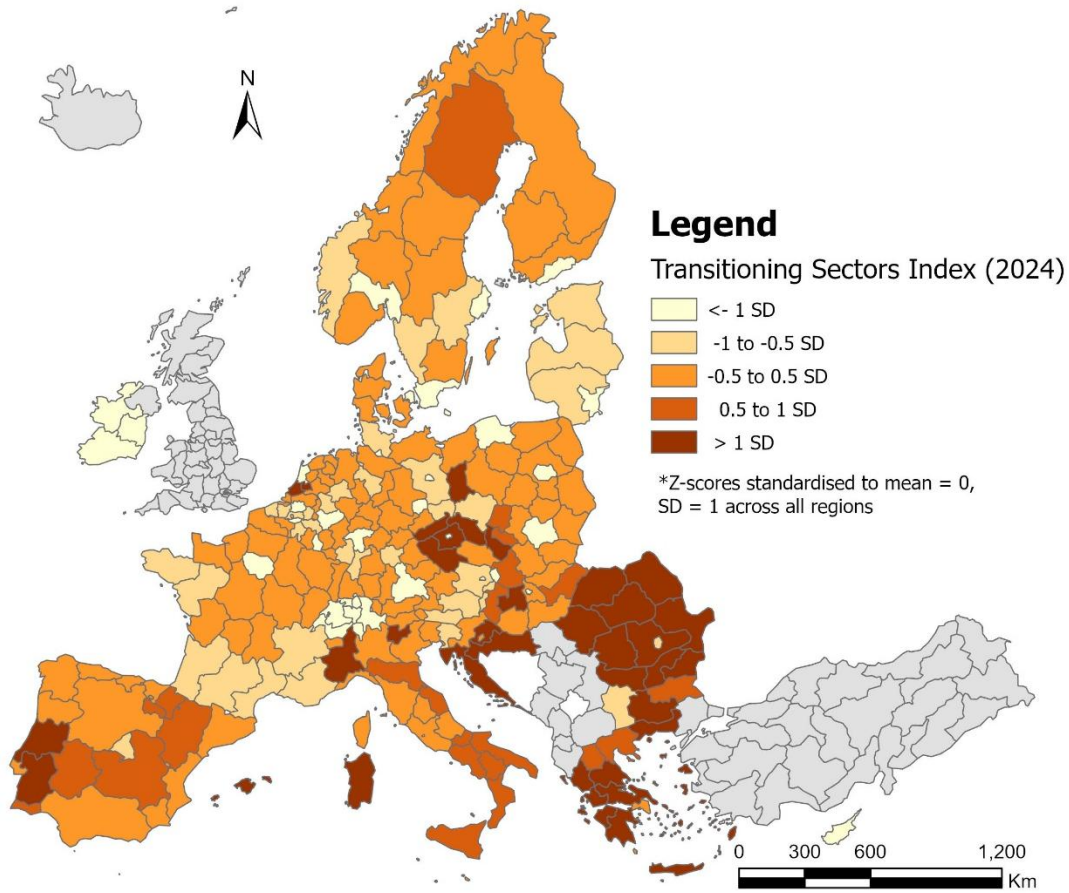 N
Legend
Transitioning Sectors Index (2024)
<- 1 SD
-1 to -0.5 SD
-0.5 to 0.5 SD
0.5 to 1 SD
> 1 SD
*Z-scores standardised to mean = 0,
SD = 1 across all regions
0 300 600 1,200
Km